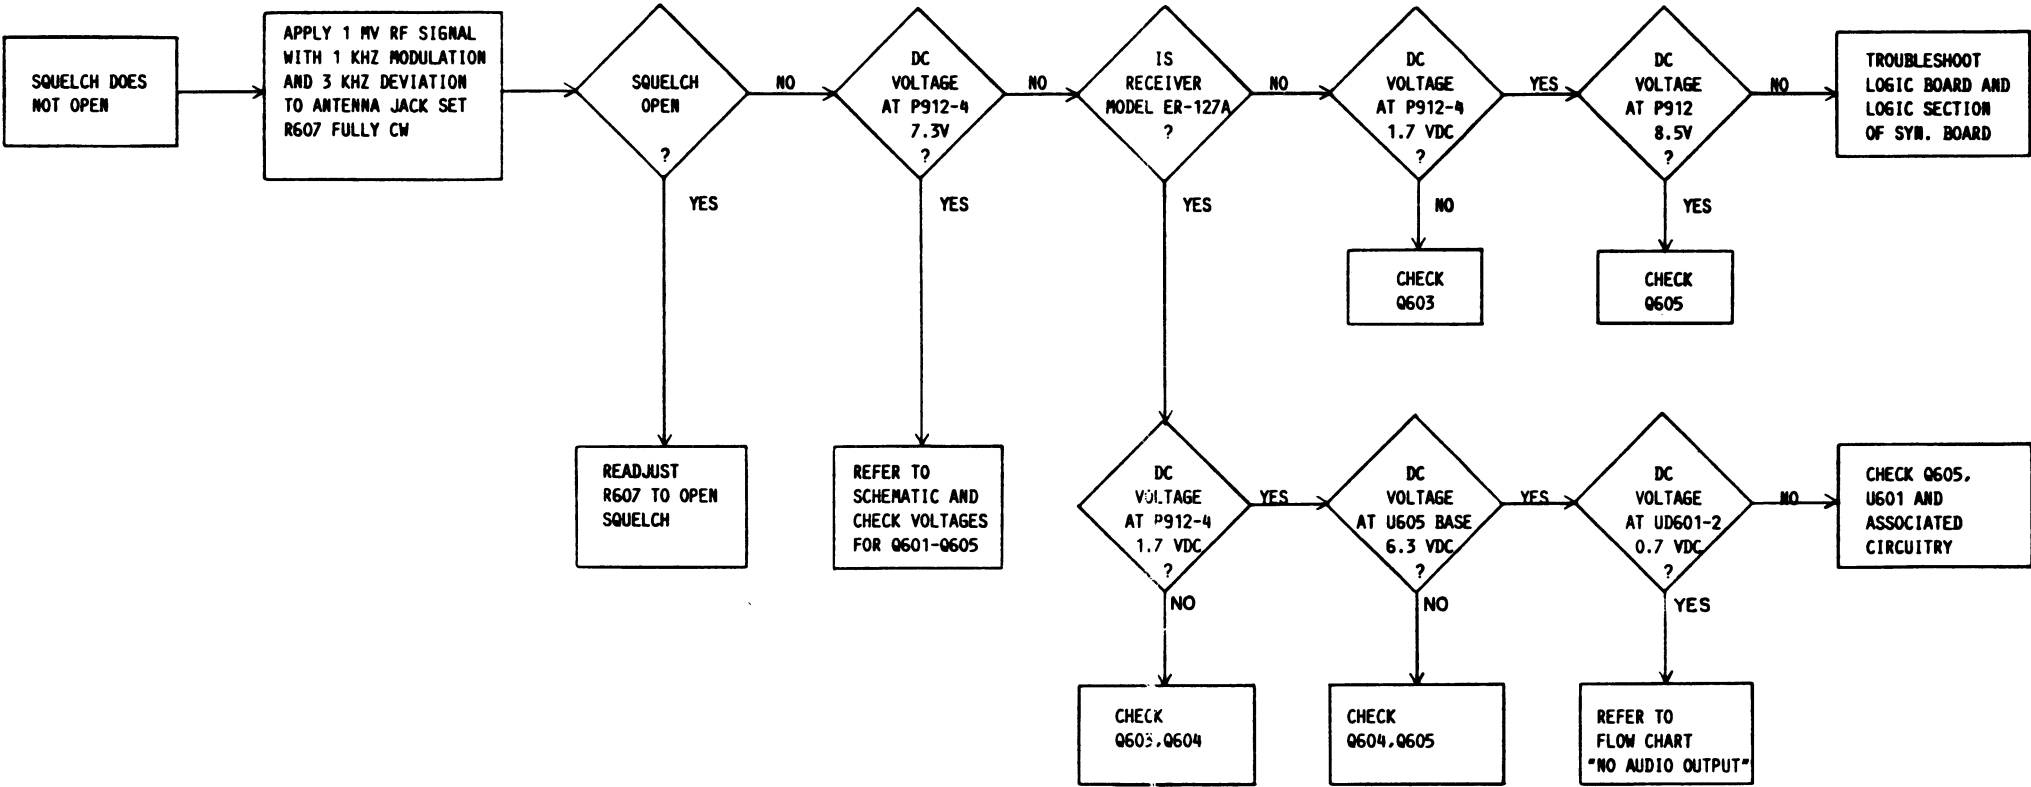 SQUELCH DOES
NOT OPEN
APPLY 1 MV RF SIGNAL
WITH 1 KHZ MODULATION
AND 3 KHZ DEVIATION
TO ANTENNA JACK SET
R607 FULLY CW
SQUELCH
OPEN
?
NO
YES
READJUST
R607 TO OPEN
SQUELCH
DC
VOLTAGE
AT P912-4
7.3V
?
NO
YES
REFER TO
SCHEMATIC AND
CHECK VOLTAGES
FOR Q601-Q605
IS
RECEIVER
MODEL ER-127A
?
NO
YES
DC
VOLTAGE
AT P912-4
1.7 VDC
?
YES
NO
CHECK
Q603
DC
VOLTAGE
AT P912
8.5V
?
NO
YES
CHECK
Q605
TROUBLESHOOT
LOGIC BOARD AND
LOGIC SECTION
OF SYN. BOARD
DC
VOLTAGE
AT P912-4
1.7 VDC
?
YES
NO
CHECK
Q603,Q604
DC
VOLTAGE
AT U605 BASE
6.3 VDC
?
YES
NO
CHECK
Q604,Q605
DC
VOLTAGE
AT UD601-2
0.7 VDC
?
NO
YES
REFER TO
FLOW CHART
"NO AUDIO OUTPUT"
CHECK Q605,
U601 AND
ASSOCIATED
CIRCUITRY